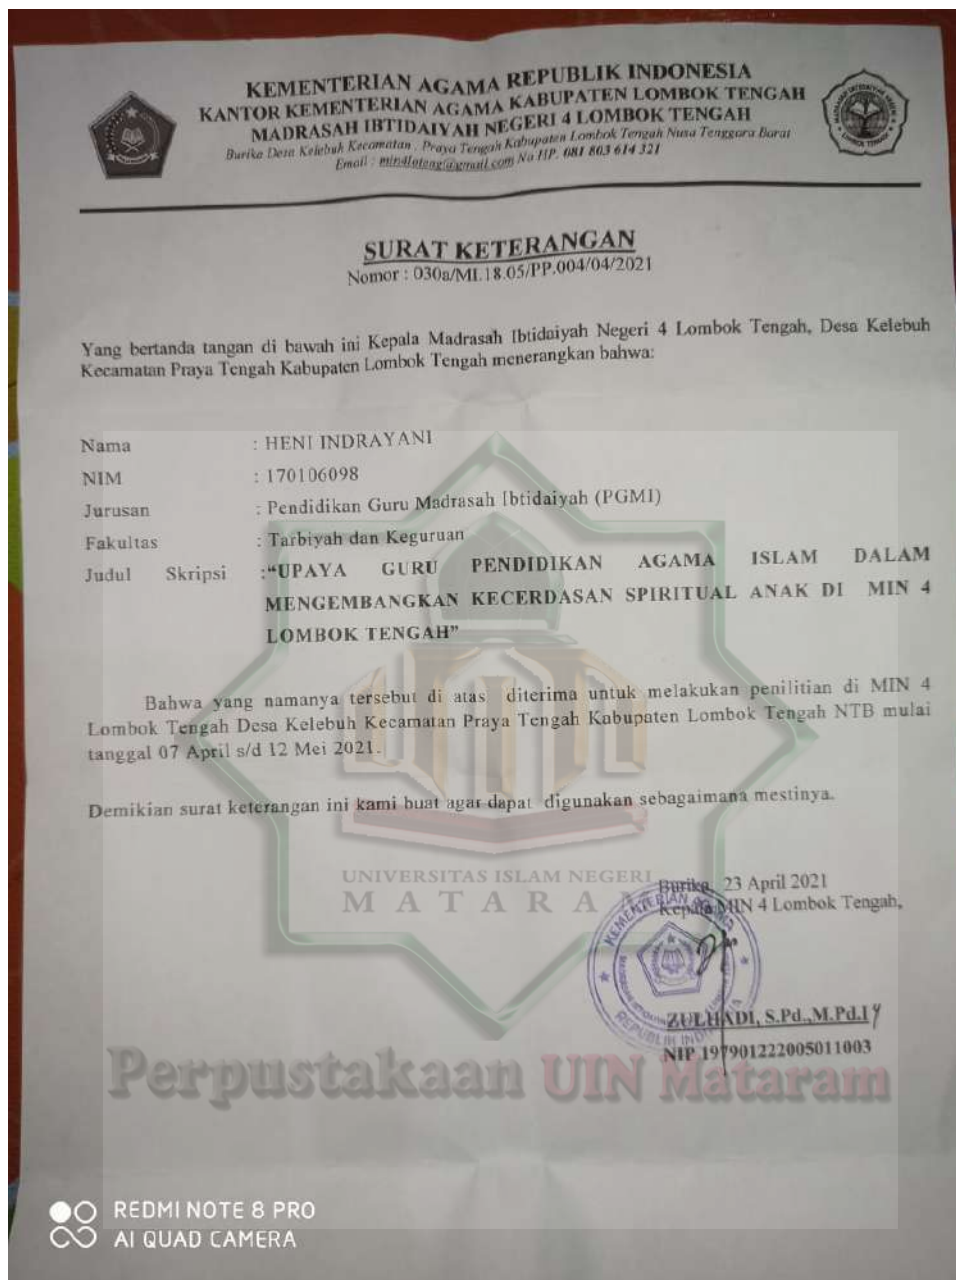 KEMENTERIAN AGAMA REPUBLIK INDONESIA
KANTOR KEMENTERIAN AGAMA KABUPATEN LOMBOK TENGAH
MADRASAH IBTIDAIYAH NEGERI 4 LOMBOK TENGAH
Burika Desa Kelebuh Kecamatan , Praya Tengah Kabupaten Lombok Tengah Nusa Tenggara Barat
Email : min4loteng@gmail.com No HP. 081 803 614 321
SURAT KETERANGAN
Nomor : 030a/MI.18.05/PP.004/04/2021
Yang bertanda tangan di bawah ini Kepala Madrasah Ibtidaiyah Negeri 4 Lombok Tengah, Desa Kelebuh
Kecamatan Praya Tengah Kabupaten Lombok Tengah menerangkan bahwa:
Nama : HENI INDRAYANI
NIM : 170106098
Jurusan : Pendidikan Guru Madrasah Ibtidaiyah (PGMI)
Fakultas : Tarbiyah dan Keguruan
Judul Skripsi :“UPAYA GURU PENDIDIKAN AGAMA ISLAM DALAM
MENGEMBANGKAN KECERDASAN SPIRITUAL ANAK DI MIN 4
LOMBOK TENGAH”
Bahwa yang namanya tersebut di atas diterima untuk melakukan penilitian di MIN 4
Lombok Tengah Desa Kelebuh Kecamatan Praya Tengah Kabupaten Lombok Tengah NTB mulai
tanggal 07 April s/d 12 Mei 2021.
Demikian surat keterangan ini kami buat agar dapat digunakan sebagaimana mestinya.
UNIVERSITAS ISLAM NEGERI
MATARAM
Burika, 23 April 2021
Kepala MIN 4 Lombok Tengah,
KEMENTERIAN AGAMA
REPUBLIK INDONESIA
ZULHADI, S.Pd.,M.Pd.I
NIP 197901222005011003
Perpustakaan UIN Mataram
REDMI NOTE 8 PRO
AI QUAD CAMERA